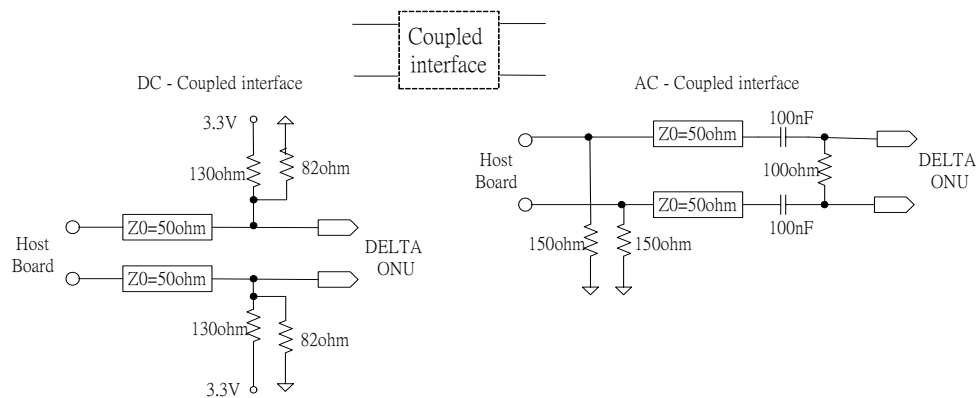 Coupled
interface
DC - Coupled interface
3.3V
130ohm
82ohm
Z0=50ohm
Host
Board
Z0=50ohm
DELTA
ONU
130ohm
82ohm
3.3V
AC - Coupled interface
100nF
Z0=50ohm
Host
Board
100ohm
DELTA
ONU
Z0=50ohm
100nF
150ohm
150ohm